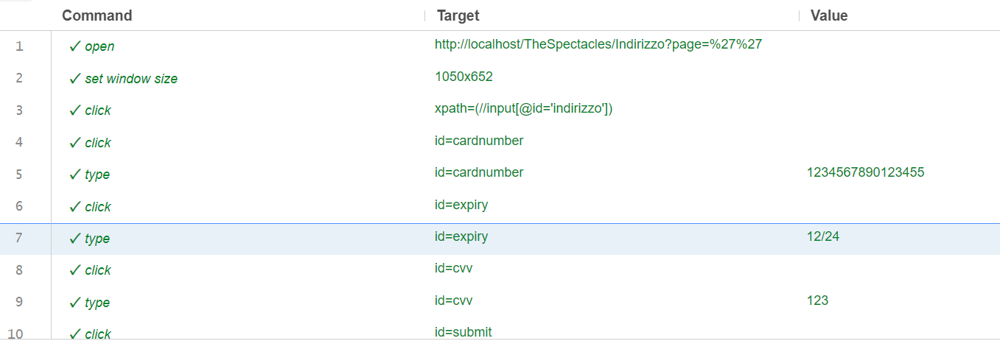 Command Target Value
1 ✓ open http://localhost/TheSpectacles/Indirizzo?page=%27%27
2 ✓ set window size 1050x652
3 ✓ click xpath=(//input[@id='indirizzo'])
4 ✓ click id=cardnumber
5 ✓ type id=cardnumber 1234567890123455
6 ✓ click id=expiry
7 ✓ type id=expiry 12/24
8 ✓ click id=cvv
9 ✓ type id=cvv 123
10 ✓ click id=submit